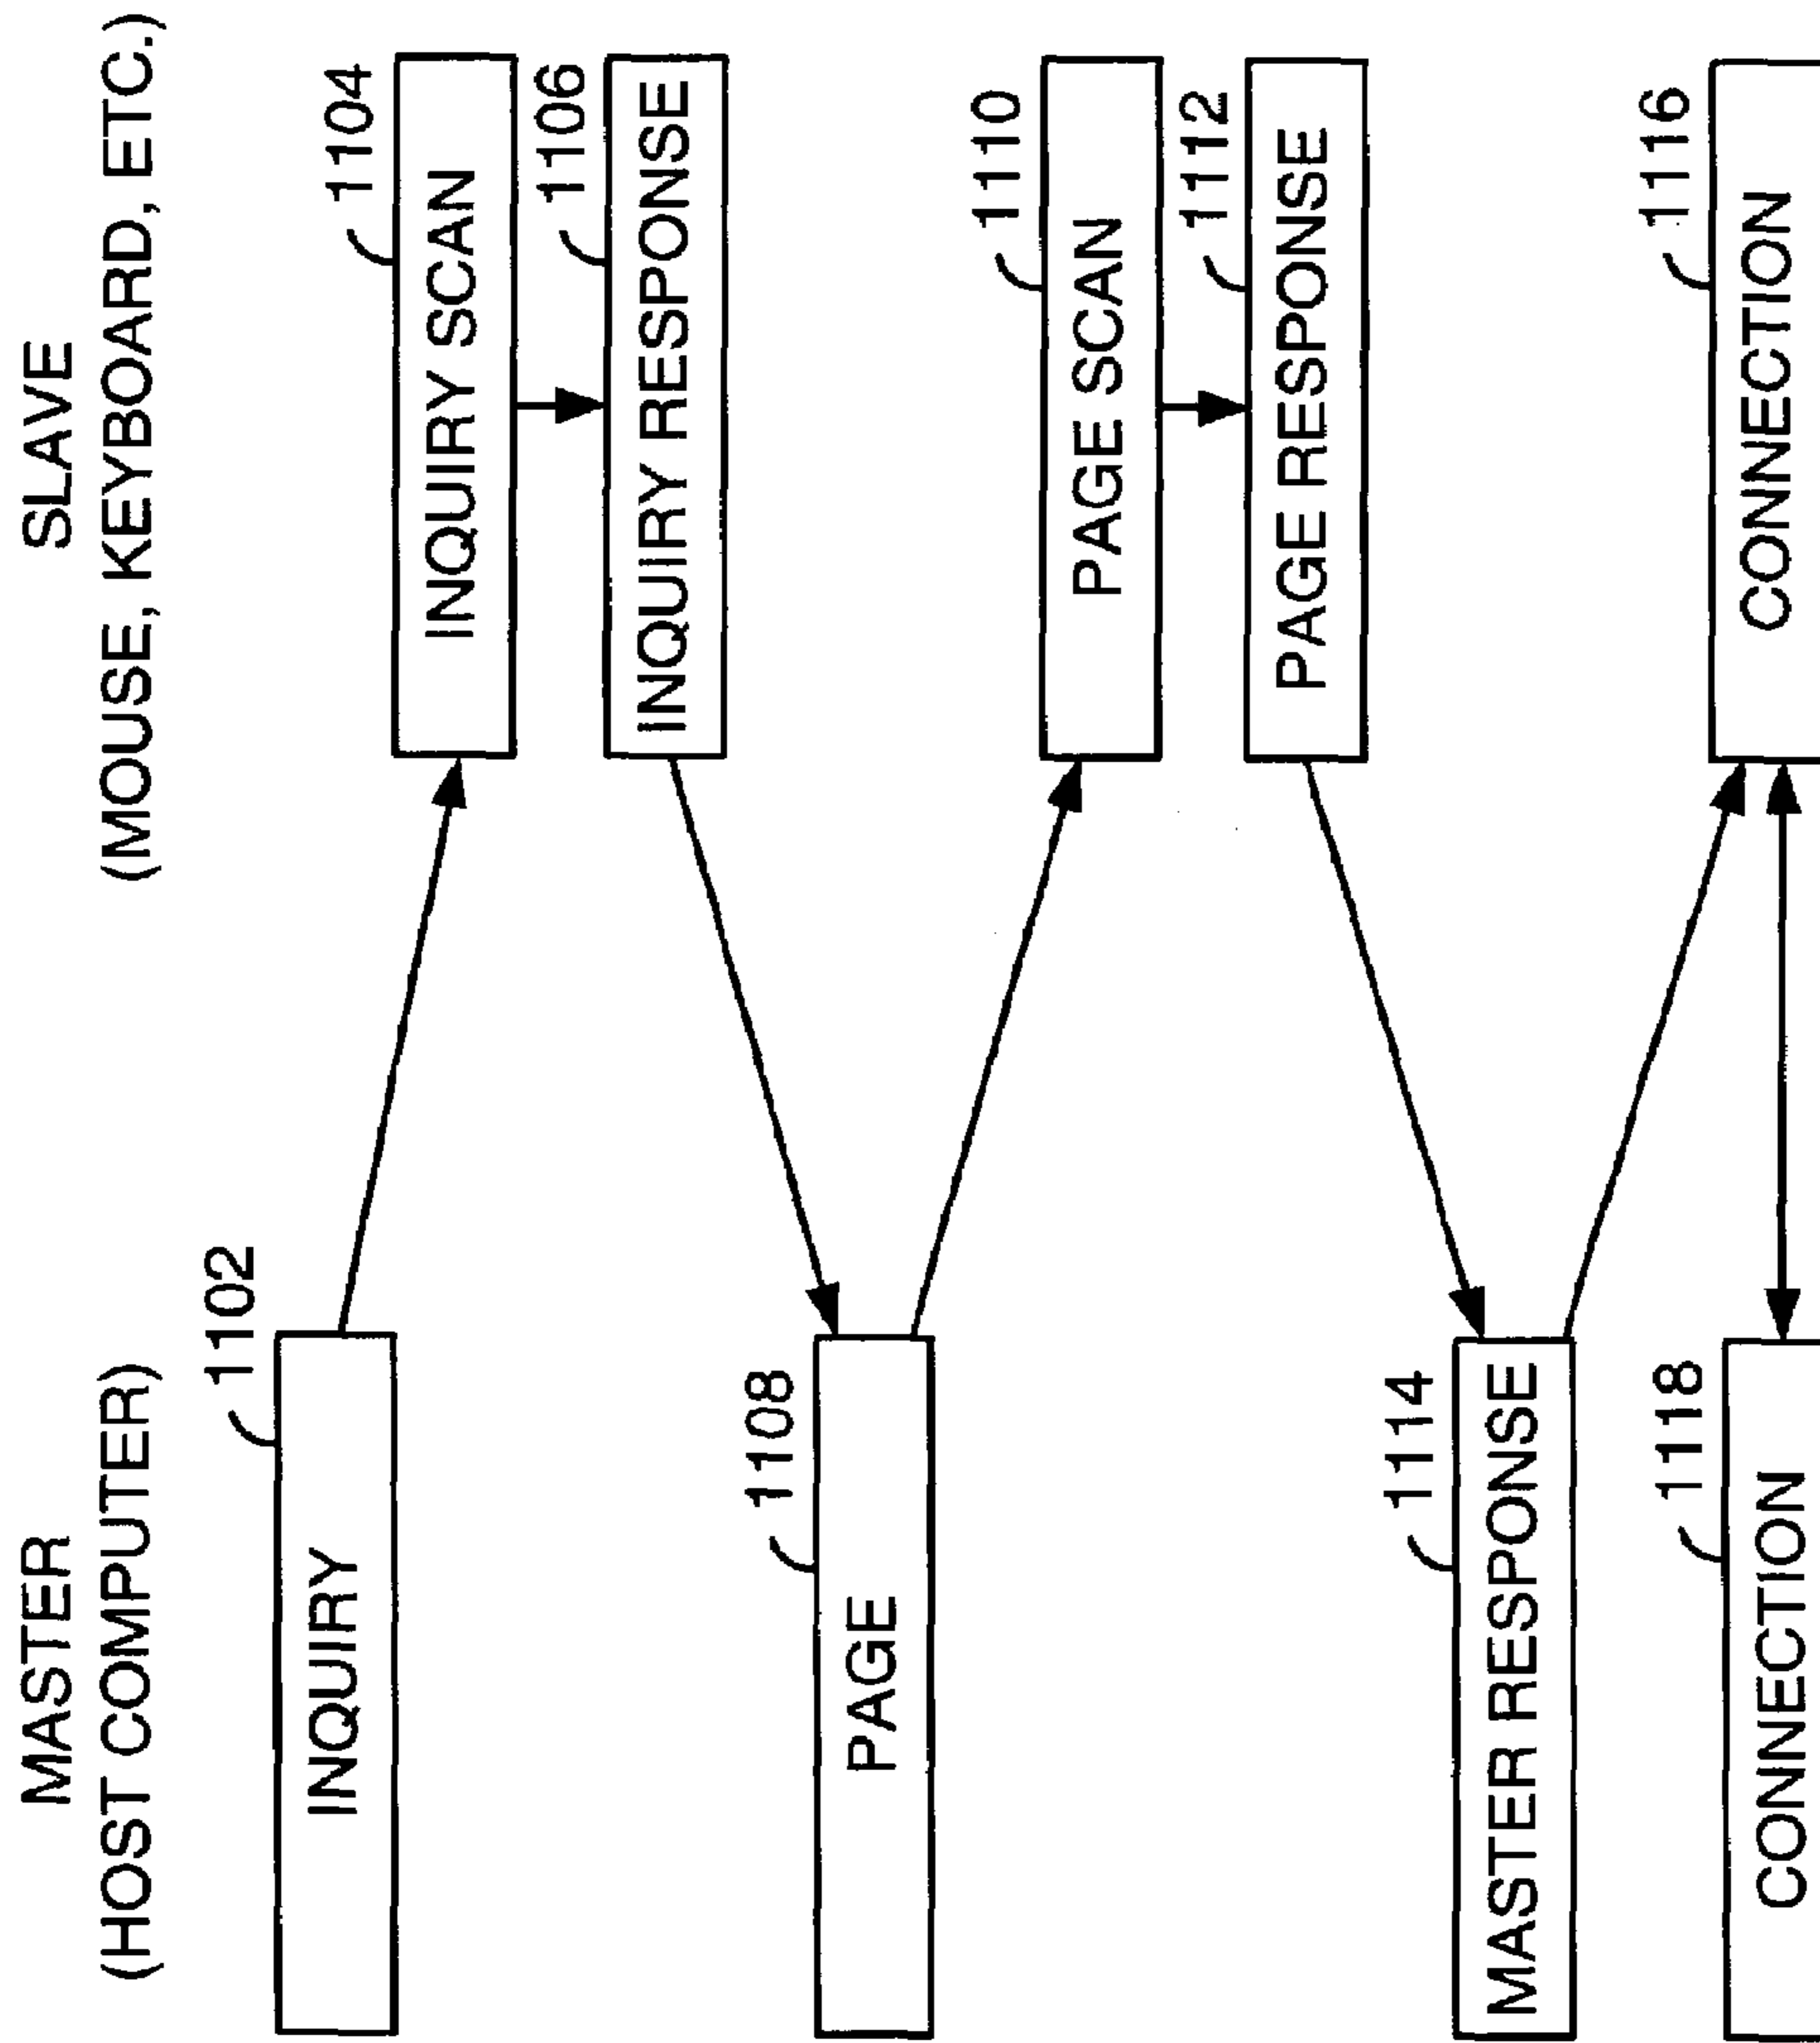 MASTER
(HOST COMPUTER)
SLAVE
(MOUSE, KEYBOARD, ETC.)
1102
INQUIRY
1104
INQUIRY SCAN
1106
INQUIRY RESPONSE
1108
PAGE
1110
PAGE SCAN
1112
PAGE RESPONSE
1114
MASTER RESPONSE
1116
CONNECTION
1118
CONNECTION